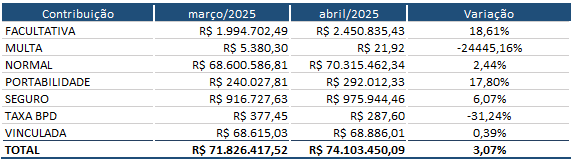 Contribuição março/2025 abril/2025 Variação
FACULTATIVA R$ 1.994.702,49 R$ 2.450.835,43 18,61%
MULTA R$ 5.380,30 R$ 21,92 -24445,16%
NORMAL R$ 68.600.586,81 R$ 70.315.462,34 2,44%
PORTABILIDADE R$ 240.027,81 R$ 292.012,33 17,80%
SEGURO R$ 916.727,63 R$ 975.944,46 6,07%
TAXA BPD R$ 377,45 R$ 287,60 -31,24%
VINCULADA R$ 68.615,03 R$ 68.886,01 0,39%
TOTAL R$ 71.826.417,52 R$ 74.103.450,09 3,07%